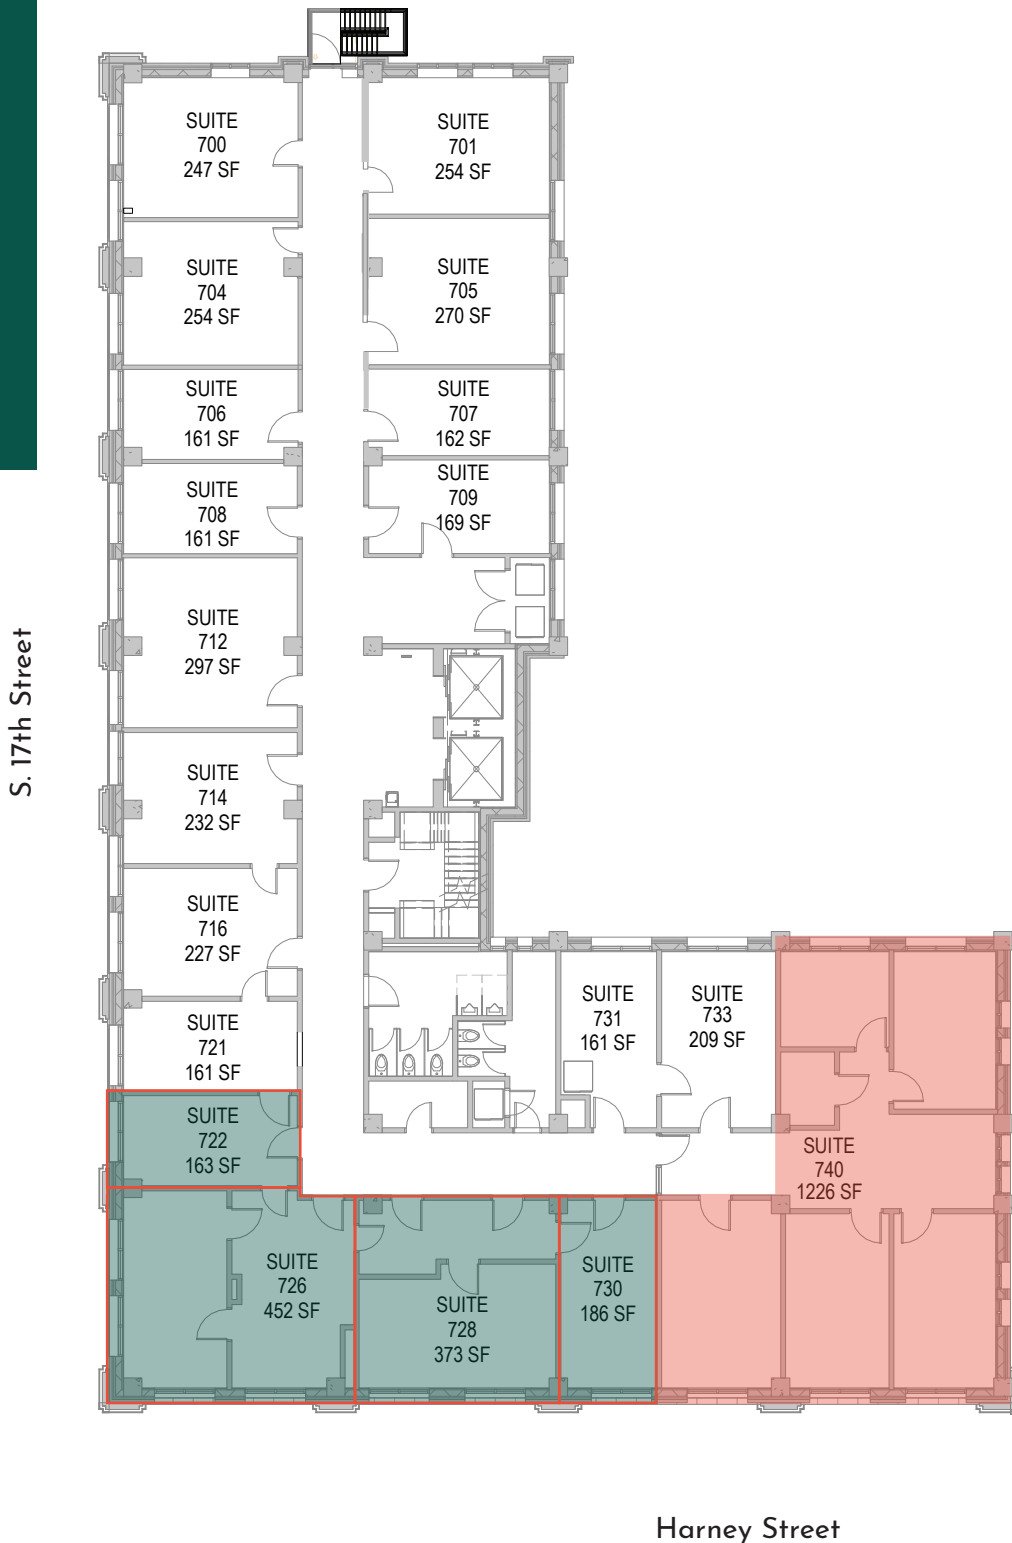 SUITE
700
247 SF
SUITE
701
254 SF
SUITE
704
254 SF
SUITE
705
270 SF
SUITE
706
161 SF
SUITE
707
162 SF
SUITE
708
161 SF
SUITE
709
169 SF
SUITE
712
297 SF
SUITE
714
232 SF
SUITE
716
227 SF
SUITE
721
161 SF
SUITE
731
161 SF
SUITE
733
209 SF
SUITE
722
163 SF
SUITE
740
1226 SF
SUITE
726
452 SF
SUITE
728
373 SF
SUITE
730
186 SF
S. 17th Street
Harney Street